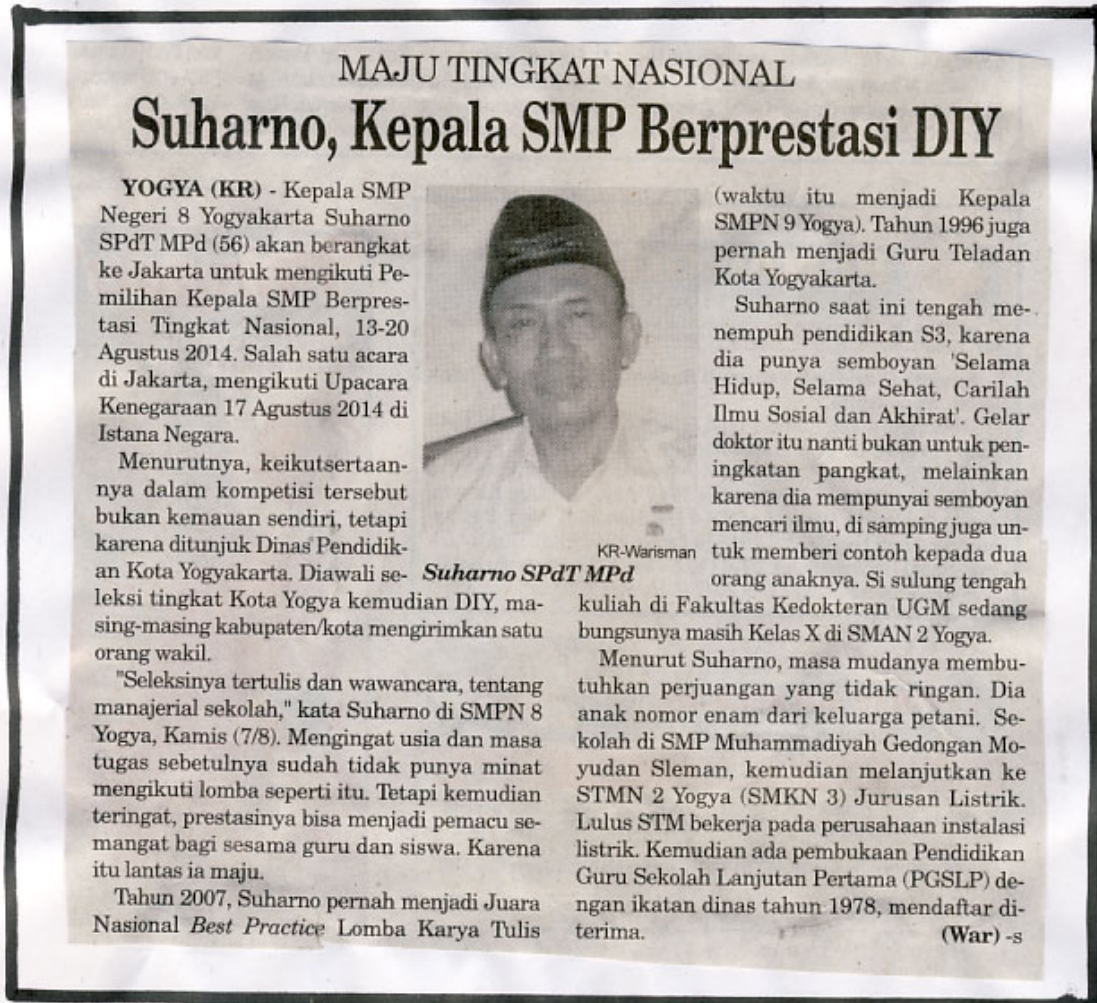 MAJU TINGKAT NASIONAL
Suharno, Kepala SMP Berprestasi DIY
YOGYA (KR) - Kepala SMP
Negeri 8 Yogyakarta Suharno
SPdT MPd (56) akan berangkat
ke Jakarta untuk mengikuti Pe-
milihan Kepala SMP Berpres-
tasi Tingkat Nasional, 13-20
Agustus 2014. Salah satu acara
di Jakarta, mengikuti Upacara
Kenegaraan 17 Agustus 2014 di
Istana Negara.
Menurutnya, keikutsertaan-
nya dalam kompetisi tersebut
bukan kemauan sendiri, tetapi
karena ditunjuk Dinas Pendidik-
an Kota Yogyakarta. Diawali se-
leksi tingkat Kota Yogya kemudian DIY, ma-
sing-masing kabupaten/kota mengirimkan satu
orang wakil.
"Seleksinya tertulis dan wawancara, tentang
manajerial sekolah," kata Suharno di SMPN 8
Yogya, Kamis (7/8). Mengingat usia dan masa
tugas sebetulnya sudah tidak punya minat
mengikuti lomba seperti itu. Tetapi kemudian
teringat, prestasinya bisa menjadi pemacu se-
mangat bagi sesama guru dan siswa. Karena
itu lantas ia maju.
Tahun 2007, Suharno pernah menjadi Juara
Nasional Best Practice Lomba Karya Tulis
KR-Warisman
Suharno SPdT MPd
(waktu itu menjadi Kepala
SMPN 9 Yogya). Tahun 1996 juga
pernah menjadi Guru Teladan
Kota Yogyakarta.
Suharno saat ini tengah me-
nempuh pendidikan S3, karena
dia punya semboyan 'Selama
Hidup, Selama Sehat, Carilah
Ilmu Sosial dan Akhirat'. Gelar
doktor itu nanti bukan untuk pen-
ingkatan pangkat, melainkan
karena dia mempunyai semboyan
mencari ilmu, di samping juga un-
tuk memberi contoh kepada dua
orang anaknya. Si sulung tengah
kuliah di Fakultas Kedokteran UGM sedang
bungsunya masih Kelas X di SMAN 2 Yogya.
Menurut Suharno, masa mudanya membu-
tuhkan perjuangan yang tidak ringan. Dia
anak nomor enam dari keluarga petani. Se-
kolah di SMP Muhammadiyah Gedongan Mo-
yudan Sleman, kemudian melanjutkan ke
STMN 2 Yogya (SMKN 3) Jurusan Listrik.
Lulus STM bekerja pada perusahaan instalasi
listrik. Kemudian ada pembukaan Pendidikan
Guru Sekolah Lanjutan Pertama (PGSLP) de-
ngan ikatan dinas tahun 1978, mendaftar di-
terima. (War) -s